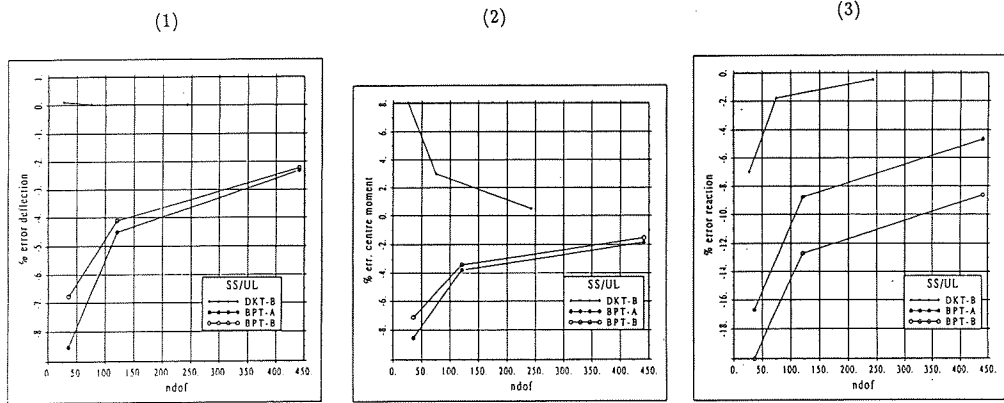 (1)
(2)
(3)
% error deflection
1
0.
-1
-2
-3
-4
-5
-6
-7
-8
0. 50. 100. 150. 200. 250. 300. 350. 400. 450.
ndof
SS/UL
DKT-B
BPT-A
BPT-B
% err. centre moment
8.
6.
4.
2.
0.
-2.
-4.
-6.
-8.
0. 50. 100. 150. 200. 250. 300. 350. 400. 450.
ndof
SS/UL
DKT-B
BPT-A
BPT-B
% error reaction
0.
-2.
-4.
-6.
-8.
-10.
-12.
-14.
-16.
-18.
-20.
0. 50. 100. 150. 200. 250. 300. 350. 400. 450.
ndof
SS/UL
DKT-B
BPT-A
BPT-B